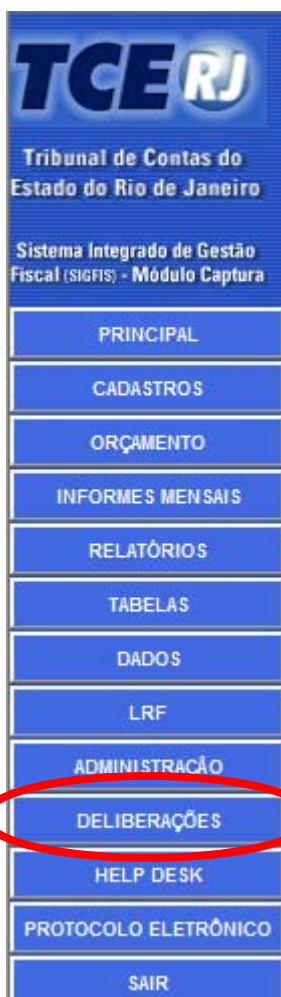 TCE RJ
Tribunal de Contas do
Estado do Rio de Janeiro
Sistema Integrado de Gestão
Fiscal (SIGFIS) - Módulo Captura
PRINCIPAL
CADASTROS
ORÇAMENTO
INFORMES MENSAIS
RELATÓRIOS
TABELAS
DADOS
LRF
ADMINISTRAÇÃO
DELIBERAÇÕES
HELP DESK
PROTOCOLO ELETRÔNICO
SAIR